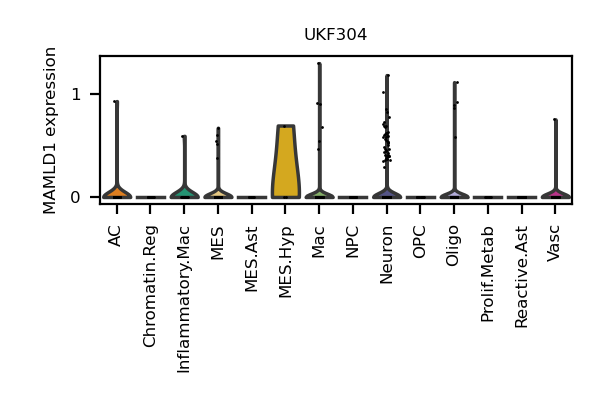 UKF304
MAMLD1 expression
1
0
AC
Chromatin.Reg
Inflammatory.Mac
MES
MES.Ast
MES.Hyp
Mac
NPC
Neuron
OPC
Oligo
Prolif.Metab
Reactive.Ast
Vasc